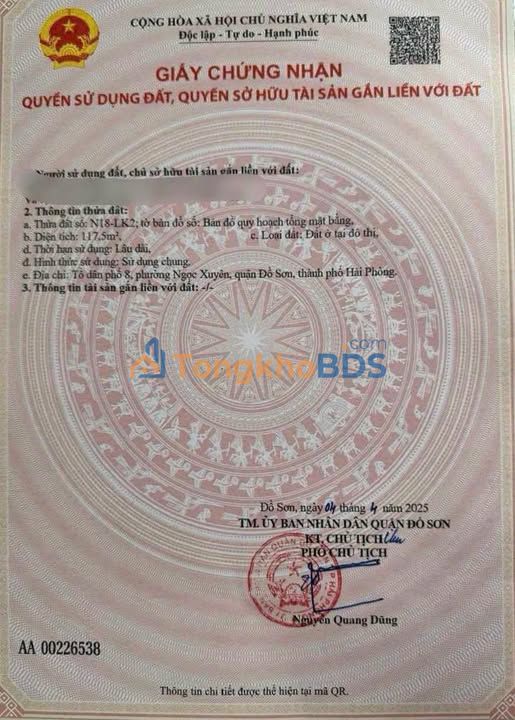 CỘNG HÒA XÃ HỘI CHỦ NGHĨA VIỆT NAM
Độc lập - Tự do - Hạnh phúc
GIẤY CHỨNG NHẬN
QUYỀN SỬ DỤNG ĐẤT, QUYỀN SỞ HỮU TÀI SẢN GẮN LIỀN VỚI ĐẤT
Người sử dụng đất, chủ sở hữu tài sản gắn liền với đất:
2. Thông tin thửa đất:
a. Thửa đất số: N18-LK2; tờ bản đồ số: Bản đồ quy hoạch tổng mặt bằng,
b. Diện tích: 117,5m², c. Loại đất: Đất ở tại đô thị,
d. Thời hạn sử dụng: Lâu dài,
đ. Hình thức sử dụng: Sử dụng chung,
e. Địa chỉ: Tổ dân phố 8, phường Ngọc Xuyên, quận Đồ Sơn, thành phố Hải Phòng.
3. Thông tin tài sản gắn liền với đất: -/-
TongkhoBDS.com
Đồ Sơn, ngày 04 tháng 4 năm 2025
TM. ỦY BAN NHÂN DÂN QUẬN ĐỒ SƠN
KT. CHỦ TỊCH
PHÓ CHỦ TỊCH
Nguyễn Quang Dũng
AA 00226538
Thông tin chi tiết được thể hiện tại mã QR.